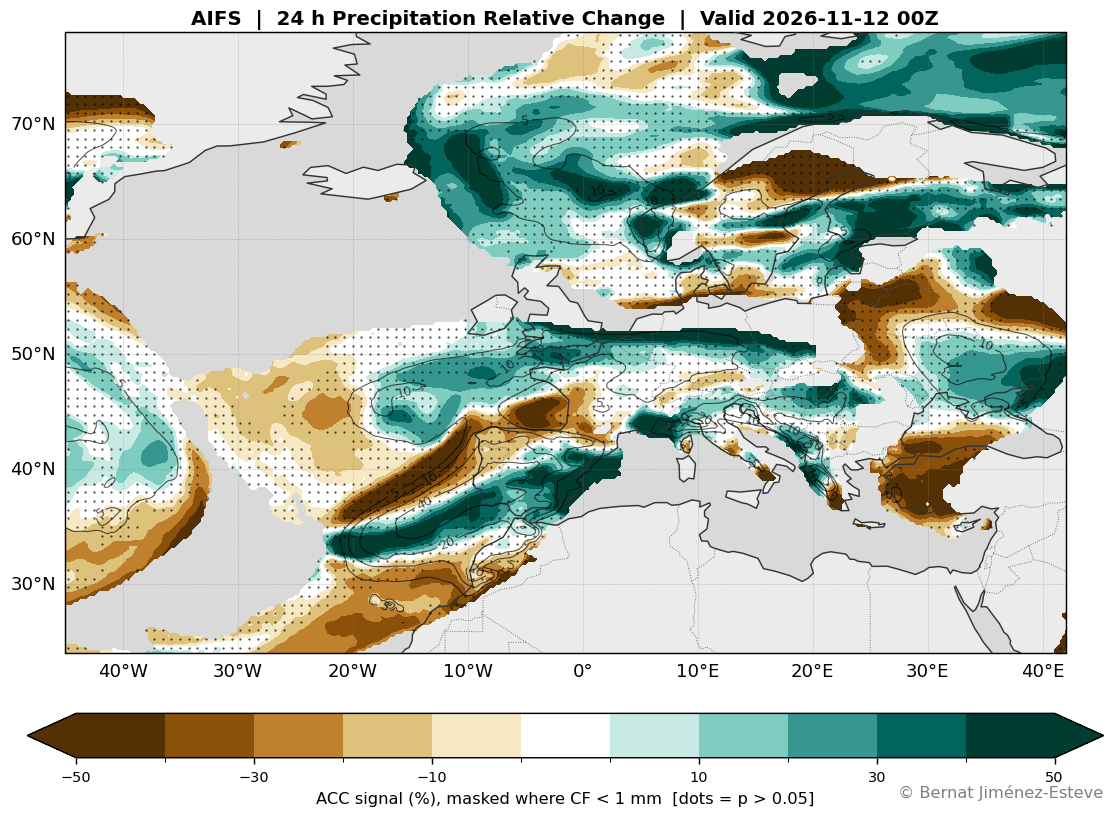 AIFS | 24 h Precipitation Relative Change | Valid 2026-11-12 00Z
70°N
60°N
50°N
40°N
30°N
40°W
30°W
20°W
10°W
0°
10°E
20°E
30°E
40°E
−50
−30
−10
10
30
50
ACC signal (%), masked where CF < 1 mm [dots = p > 0.05]
© Bernat Jiménez-Esteve